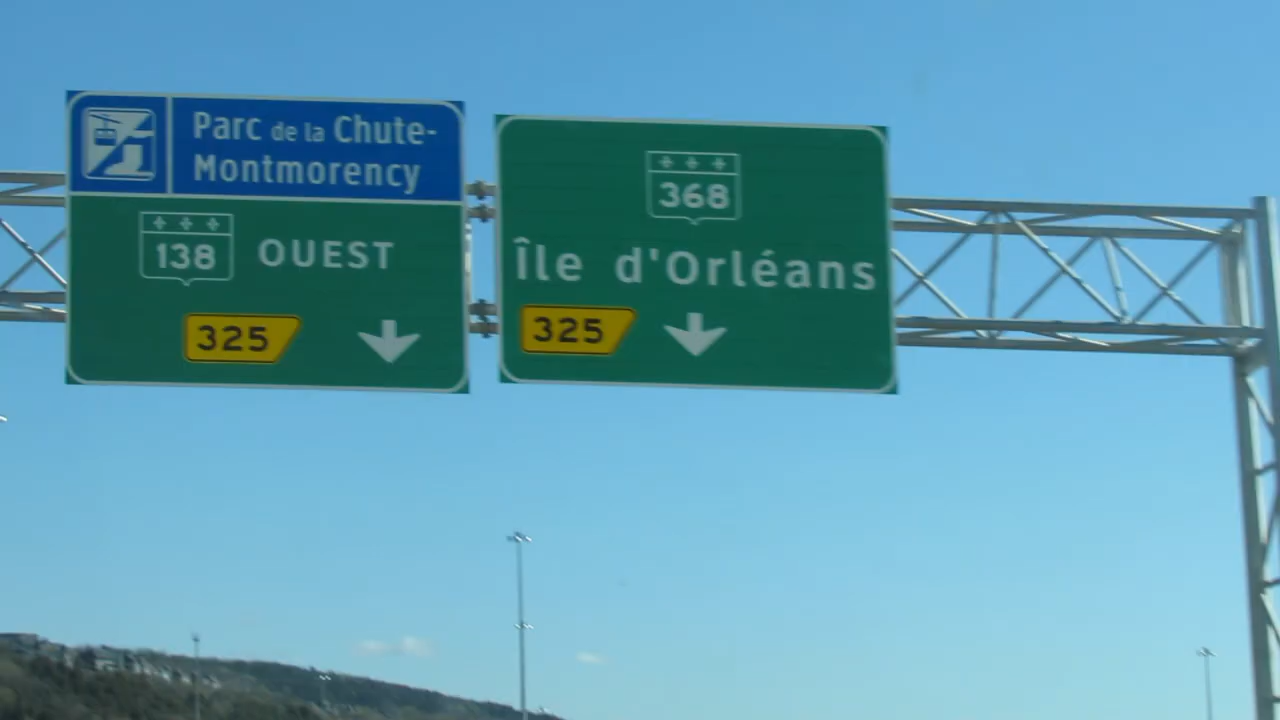 Parc de la Chute-
Montmorency
138 OUEST
325
368
Île d'Orléans
325